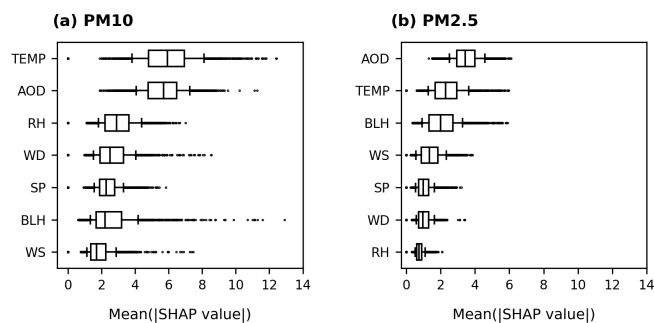 (a) PM10
TEMP
AOD
RH
WD
SP
BLH
WS
0 2 4 6 8 10 12 14
Mean(|SHAP value|)
(b) PM2.5
AOD
TEMP
BLH
WS
SP
WD
RH
0 2 4 6 8 10 12 14
Mean(|SHAP value|)